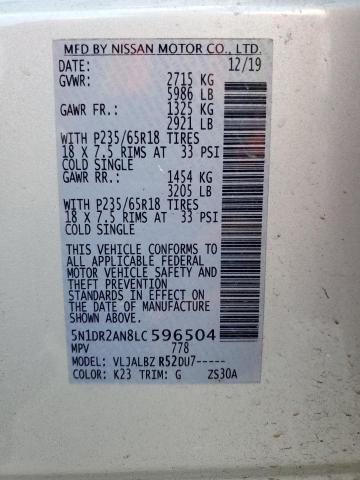 MFD BY NISSAN MOTOR CO., LTD.
DATE: 12/19
GVWR: 2715 KG
5986 LB
GAWR FR.: 1325 KG
2921 LB
WITH P235/65R18 TIRES
18 X 7.5 RIMS AT 33 PSI
COLD SINGLE
GAWR RR.: 1454 KG
3205 LB
WITH P235/65R18 TIRES
18 X 7.5 RIMS AT 33 PSI
COLD SINGLE
THIS VEHICLE CONFORMS TO
ALL APPLICABLE FEDERAL
MOTOR VEHICLE SAFETY AND
THEFT PREVENTION
STANDARDS IN EFFECT ON
THE DATE OF MANUFACTURE
SHOWN ABOVE.
5N1DR2AN8LC596504
MPV 778
MODEL: VLJALBZ R52DU7-----
COLOR: K23 TRIM: G ZS30A